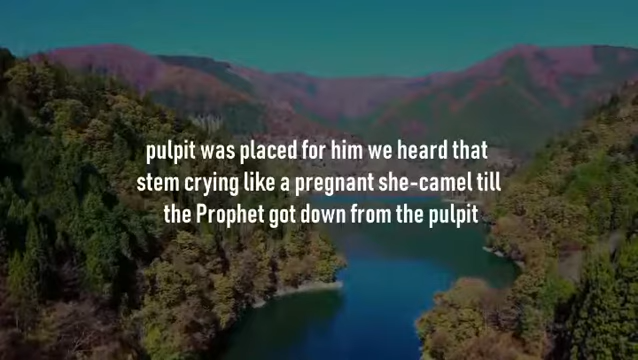 pulpit was placed for him we heard that
stem crying like a pregnant she-camel till
the Prophet got down from the pulpit